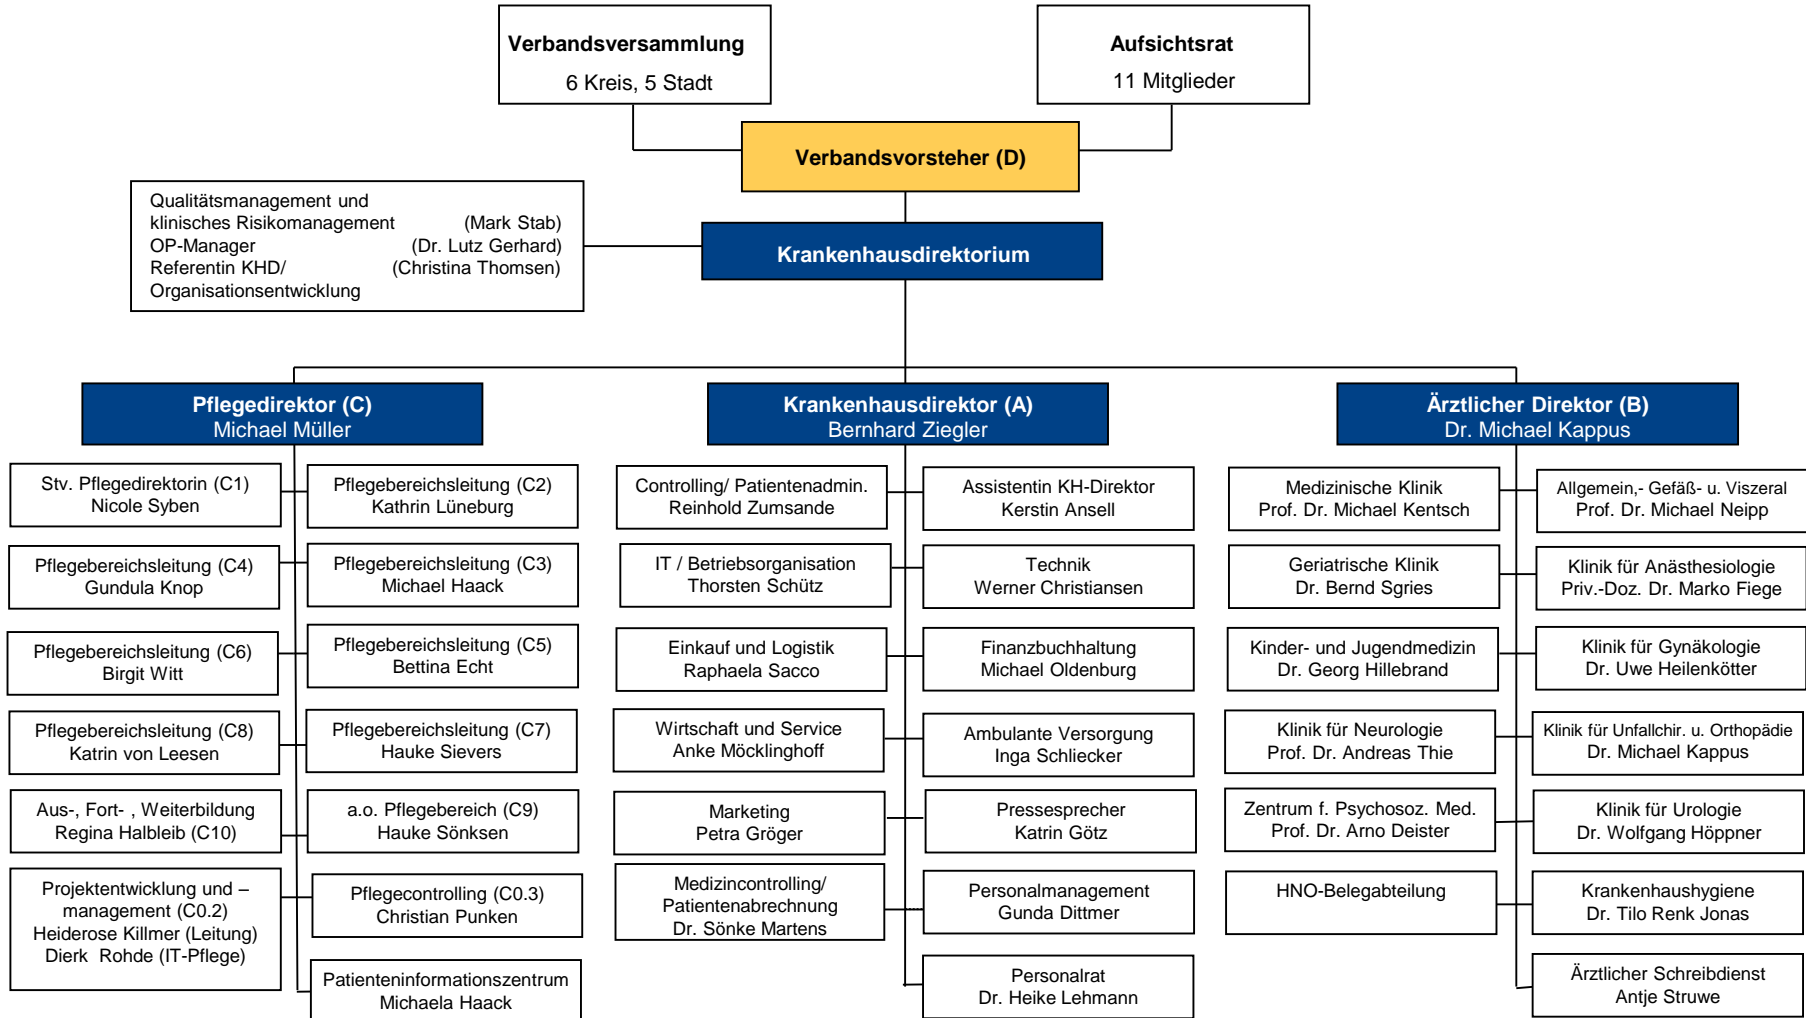 Verbandsversammlung
6 Kreis, 5 Stadt
Aufsichtsrat
11 Mitglieder
Verbandsvorsteher (D)
Qualitätsmanagement und
klinisches Risikomanagement (Mark Stab)
OP-Manager (Dr. Lutz Gerhard)
Referentin KHD/ (Christina Thomsen)
Organisationsentwicklung
Krankenhausdirektorium
Pflegedirektor (C)
Michael Müller
Krankenhausdirektor (A)
Bernhard Ziegler
Ärztlicher Direktor (B)
Dr. Michael Kappus
Stv. Pflegedirektorin (C1)
Nicole Syben
Pflegebereichsleitung (C2)
Kathrin Lüneburg
Controlling/ Patientenadmin.
Reinhold Zumsande
Assistentin KH-Direktor
Kerstin Ansell
Medizinische Klinik
Prof. Dr. Michael Kentsch
Allgemein,- Gefäß- u. Viszeral
Prof. Dr. Michael Neipp
Pflegebereichsleitung (C4)
Gundula Knop
Pflegebereichsleitung (C3)
Michael Haack
IT / Betriebsorganisation
Thorsten Schütz
Technik
Werner Christiansen
Geriatrische Klinik
Dr. Bernd Sgries
Klinik für Anästhesiologie
Priv.-Doz. Dr. Marko Fiege
Pflegebereichsleitung (C6)
Birgit Witt
Pflegebereichsleitung (C5)
Bettina Echt
Einkauf und Logistik
Raphaela Sacco
Finanzbuchhaltung
Michael Oldenburg
Kinder- und Jugendmedizin
Dr. Georg Hillebrand
Klinik für Gynäkologie
Dr. Uwe Heilenkötter
Pflegebereichsleitung (C8)
Katrin von Leesen
Pflegebereichsleitung (C7)
Hauke Sievers
Wirtschaft und Service
Anke Möcklinghoff
Ambulante Versorgung
Inga Schliecker
Klinik für Neurologie
Prof. Dr. Andreas Thie
Klinik für Unfallchir. u. Orthopädie
Dr. Michael Kappus
Aus-, Fort- , Weiterbildung
Regina Halbleib (C10)
a.o. Pflegebereich (C9)
Hauke Sönksen
Marketing
Petra Gröger
Pressesprecher
Katrin Götz
Zentrum f. Psychosoz. Med.
Prof. Dr. Arno Deister
Klinik für Urologie
Dr. Wolfgang Höppner
Projektentwicklung und –
management (C0.2)
Heiderose Killmer (Leitung)
Dierk Rohde (IT-Pflege)
Pflegecontrolling (C0.3)
Christian Punken
Medizincontrolling/
Patientenabrechnung
Dr. Sönke Martens
Personalmanagement
Gunda Dittmer
HNO-Belegabteilung
Krankenhaushygiene
Dr. Tilo Renk Jonas
Patienteninformationszentrum
Michaela Haack
Personalrat
Dr. Heike Lehmann
Ärztlicher Schreibdienst
Antje Struwe